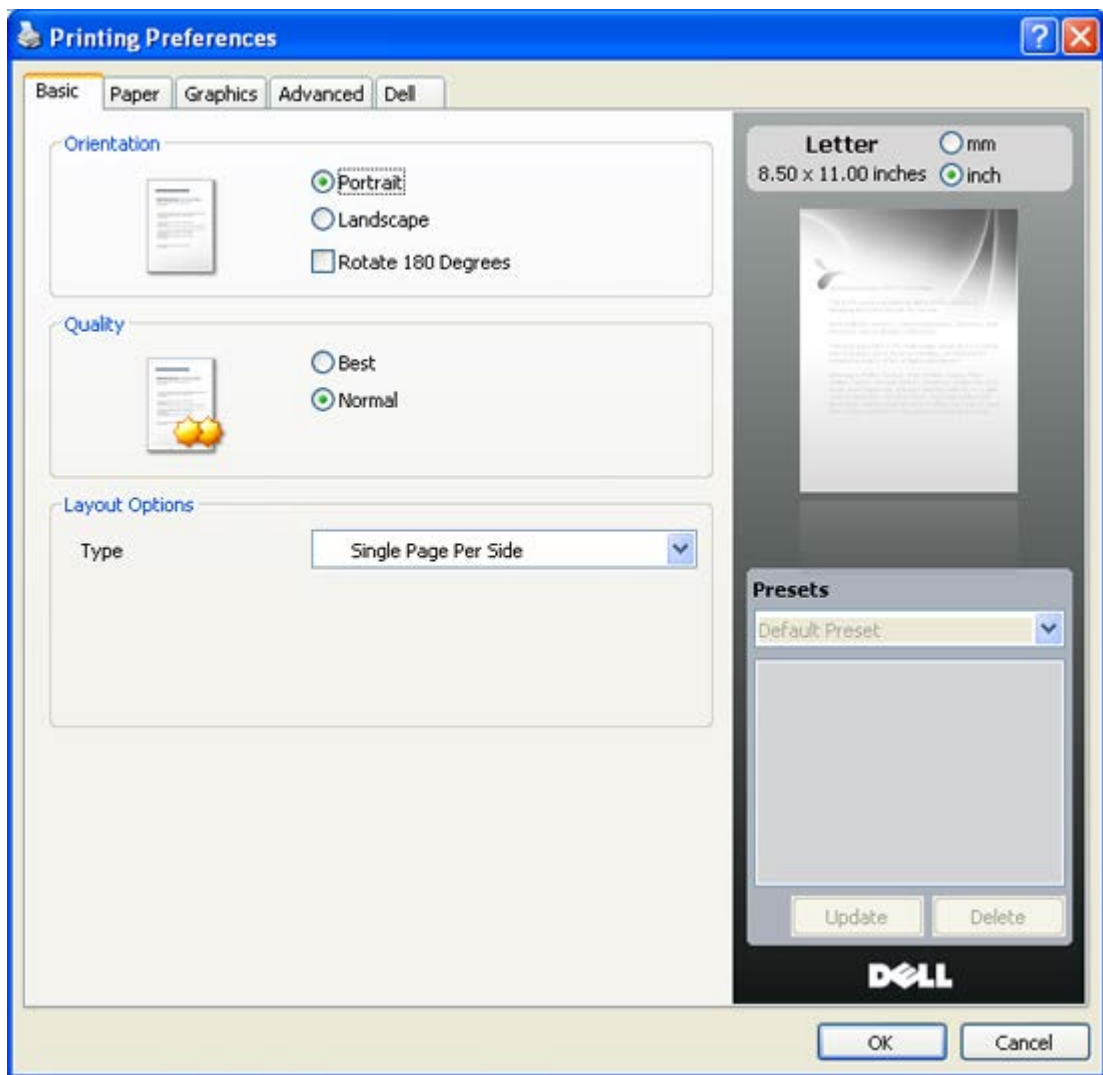 Printing Preferences
Basic Paper Graphics Advanced Dell
Orientation
Portrait
Landscape
Rotate 180 Degrees
Quality
Best
Normal
Layout Options
Type Single Page Per Side
Letter mm
8.50 x 11.00 inches inch
Presets
Default Preset
Update Delete
DELL
OK Cancel